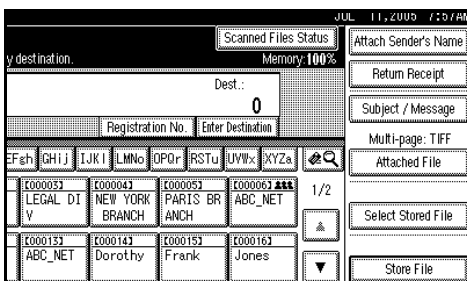 JUL 11,2005 7:57AM
Scanned Files Status
Attach Sender's Name
y destination.
Memory:100%
Return Receipt
Dest.:
0
Subject / Message
Registration No.
Enter Destination
Multi-page: TIFF
Attached File
EFgh GHij IJKl LMNo OPQr RSTu UVWx XYZa
1/2
[00003] LEGAL DI V
[00004] NEW YORK BRANCH
[00005] PARIS BR ANCH
[00006] ABC_NET
Select Stored File
[00013] ABC_NET
[00014] Dorothy
[00015] Frank
[00016] Jones
Store File